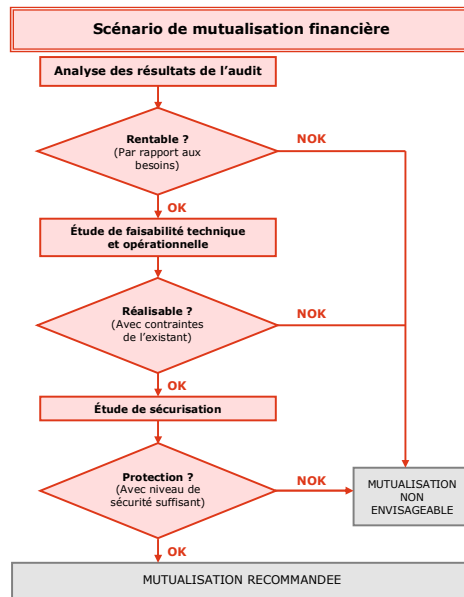 Scénario de mutualisation financière
Analyse des résultats de l'audit
Rentable ?
(Par rapport aux
besoins)
NOK
OK
Étude de faisabilité technique
et opérationnelle
Réalisable ?
(Avec contraintes
de l'existant)
NOK
OK
Étude de sécurisation
Protection ?
(Avec niveau de
sécurité suffisant)
NOK
MUTUALISATION
NON
ENVISAGEABLE
OK
MUTUALISATION RECOMMANDEE